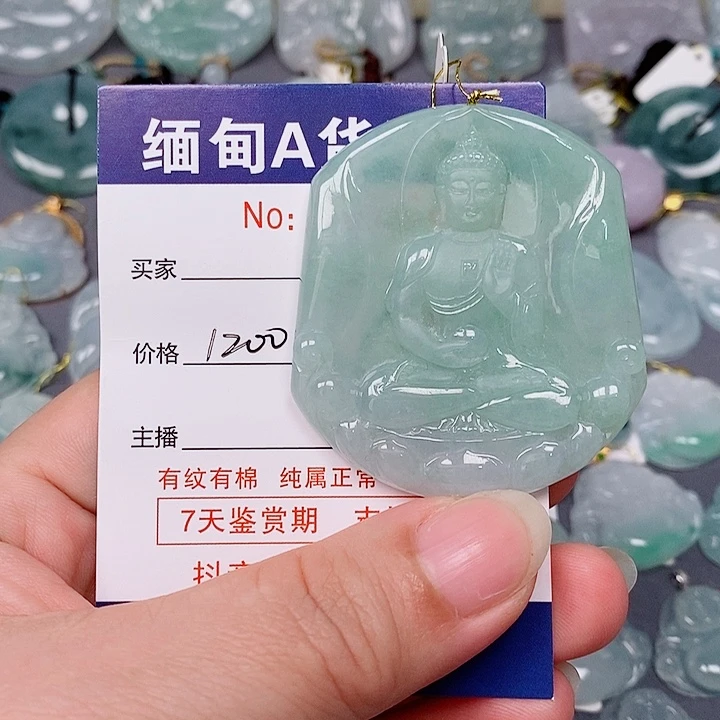 缅甸A货
No:
买家
价格 1200
主播
有纹有棉 纯属正常
7天鉴赏期